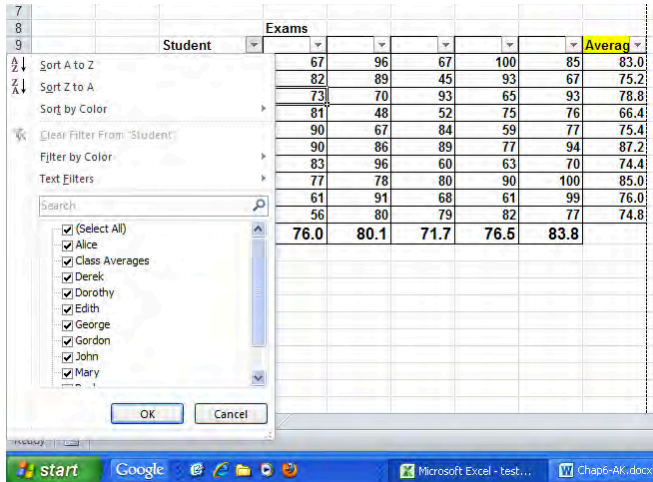 7
8 Exams
9 Student Averag
67 96 67 100 85 83.0
82 89 45 93 67 75.2
73 70 93 65 93 78.8
81 48 52 75 76 66.4
90 67 84 59 77 75.4
90 86 89 77 94 87.2
83 96 60 63 70 74.4
77 78 80 90 100 85.0
61 91 68 61 99 76.0
56 80 79 82 77 74.8
76.0 80.1 71.7 76.5 83.8
Sort A to Z
Sort Z to A
Sort by Color
Clear Filter From "Student"
Filter by Color
Text Filters
Search
(Select All)
Alice
Class Averages
Derek
Dorothy
Edith
George
Gordon
John
Mary
OK Cancel
Ready
start Google Microsoft Excel - test... Chap6-AK.docx